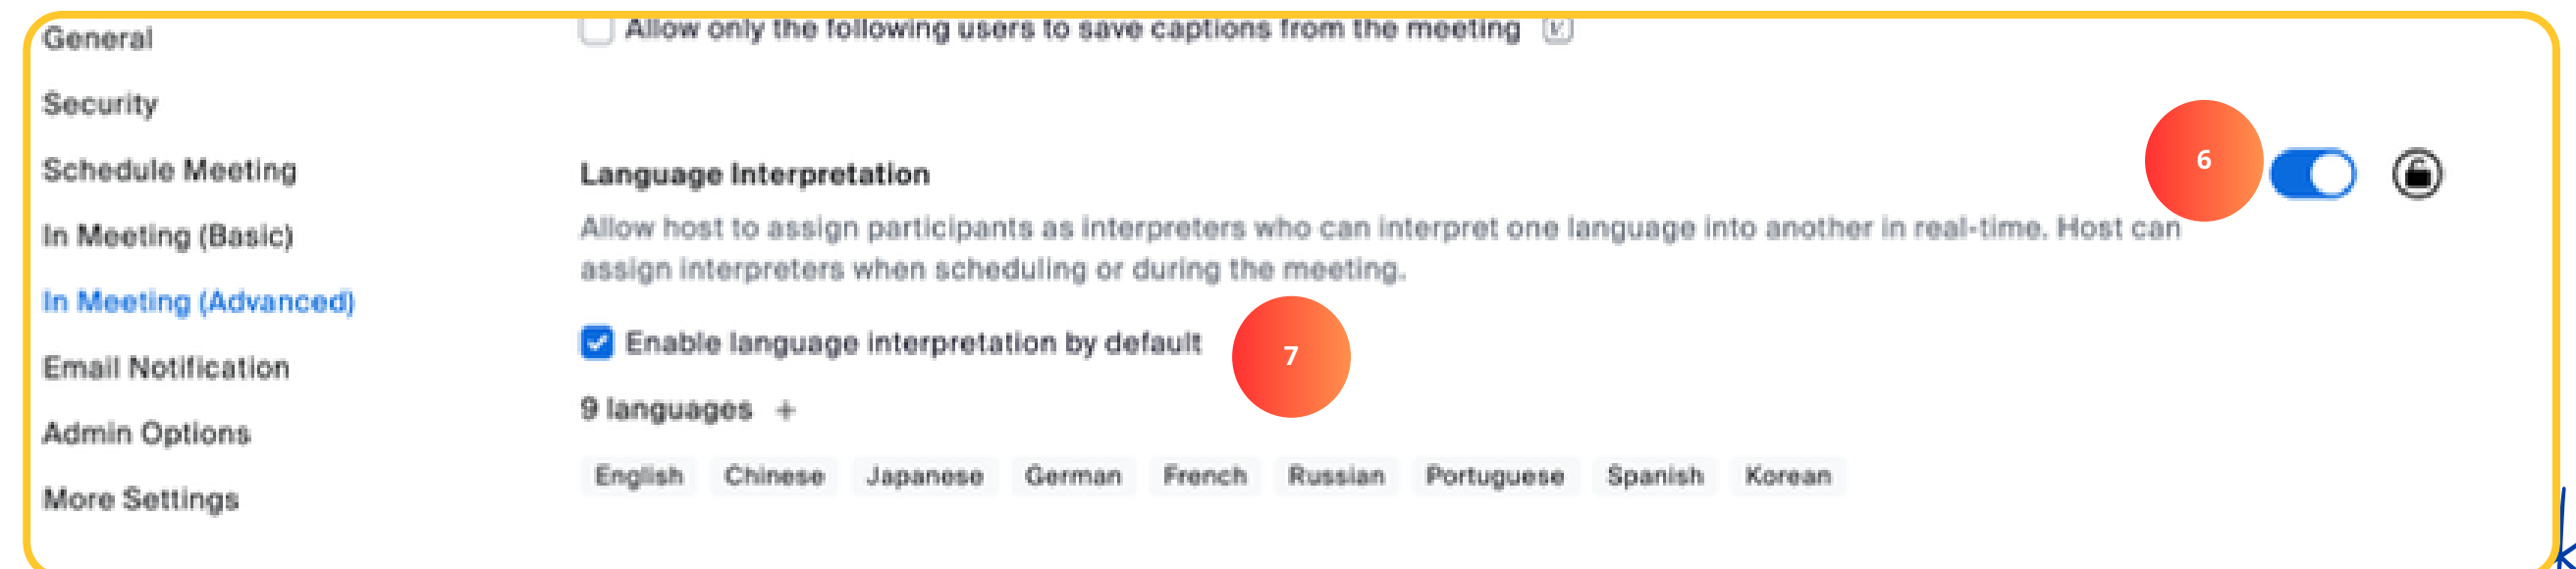 General
Security
Schedule Meeting
In Meeting (Basic)
In Meeting (Advanced)
Email Notification
Admin Options
More Settings
Allow only the following users to save captions from the meeting
Language Interpretation
6
Allow host to assign participants as interpreters who can interpret one language into another in real-time. Host can
assign interpreters when scheduling or during the meeting.
Enable language interpretation by default
7
9 languages +
English Chinese Japanese German French Russian Portuguese Spanish Korean